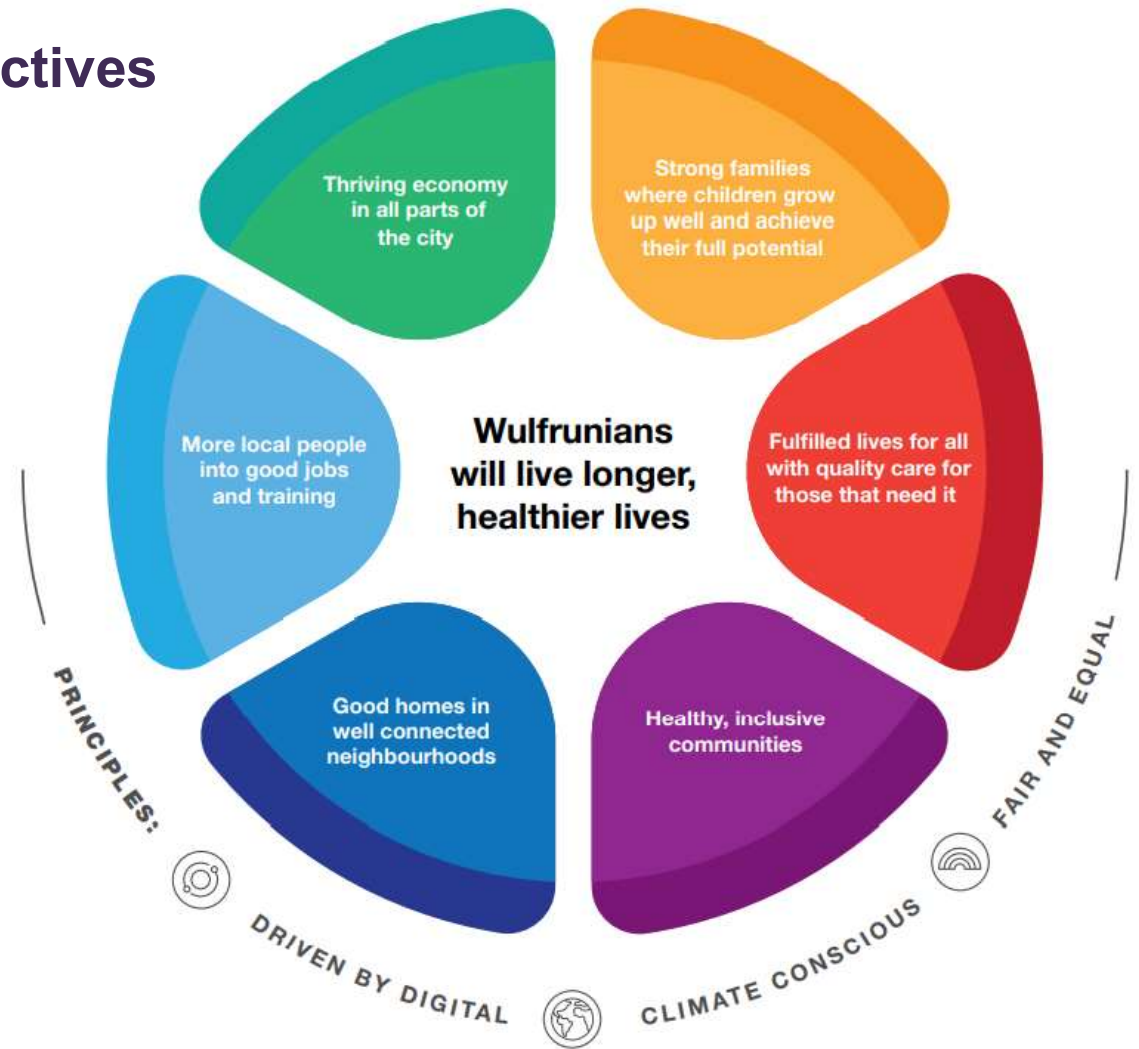 ctives
Thriving economy
in all parts of
the city
Strong families
where children grow
up well and achieve
their full potential
More local people
into good jobs
and training
Wulfrunians
will live longer,
healthier lives
Fulfilled lives for all
with quality care for
those that need it
Good homes in
well connected
neighbourhoods
Healthy, inclusive
communities
PRINCIPLES:
DRIVEN BY DIGITAL
CLIMATE CONSCIOUS
FAIR AND EQUAL